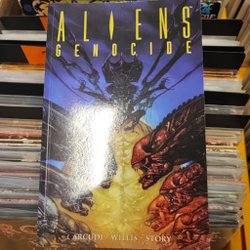 ALIENS
GENOCIDE
ARCUDI · WILLIS · STORY